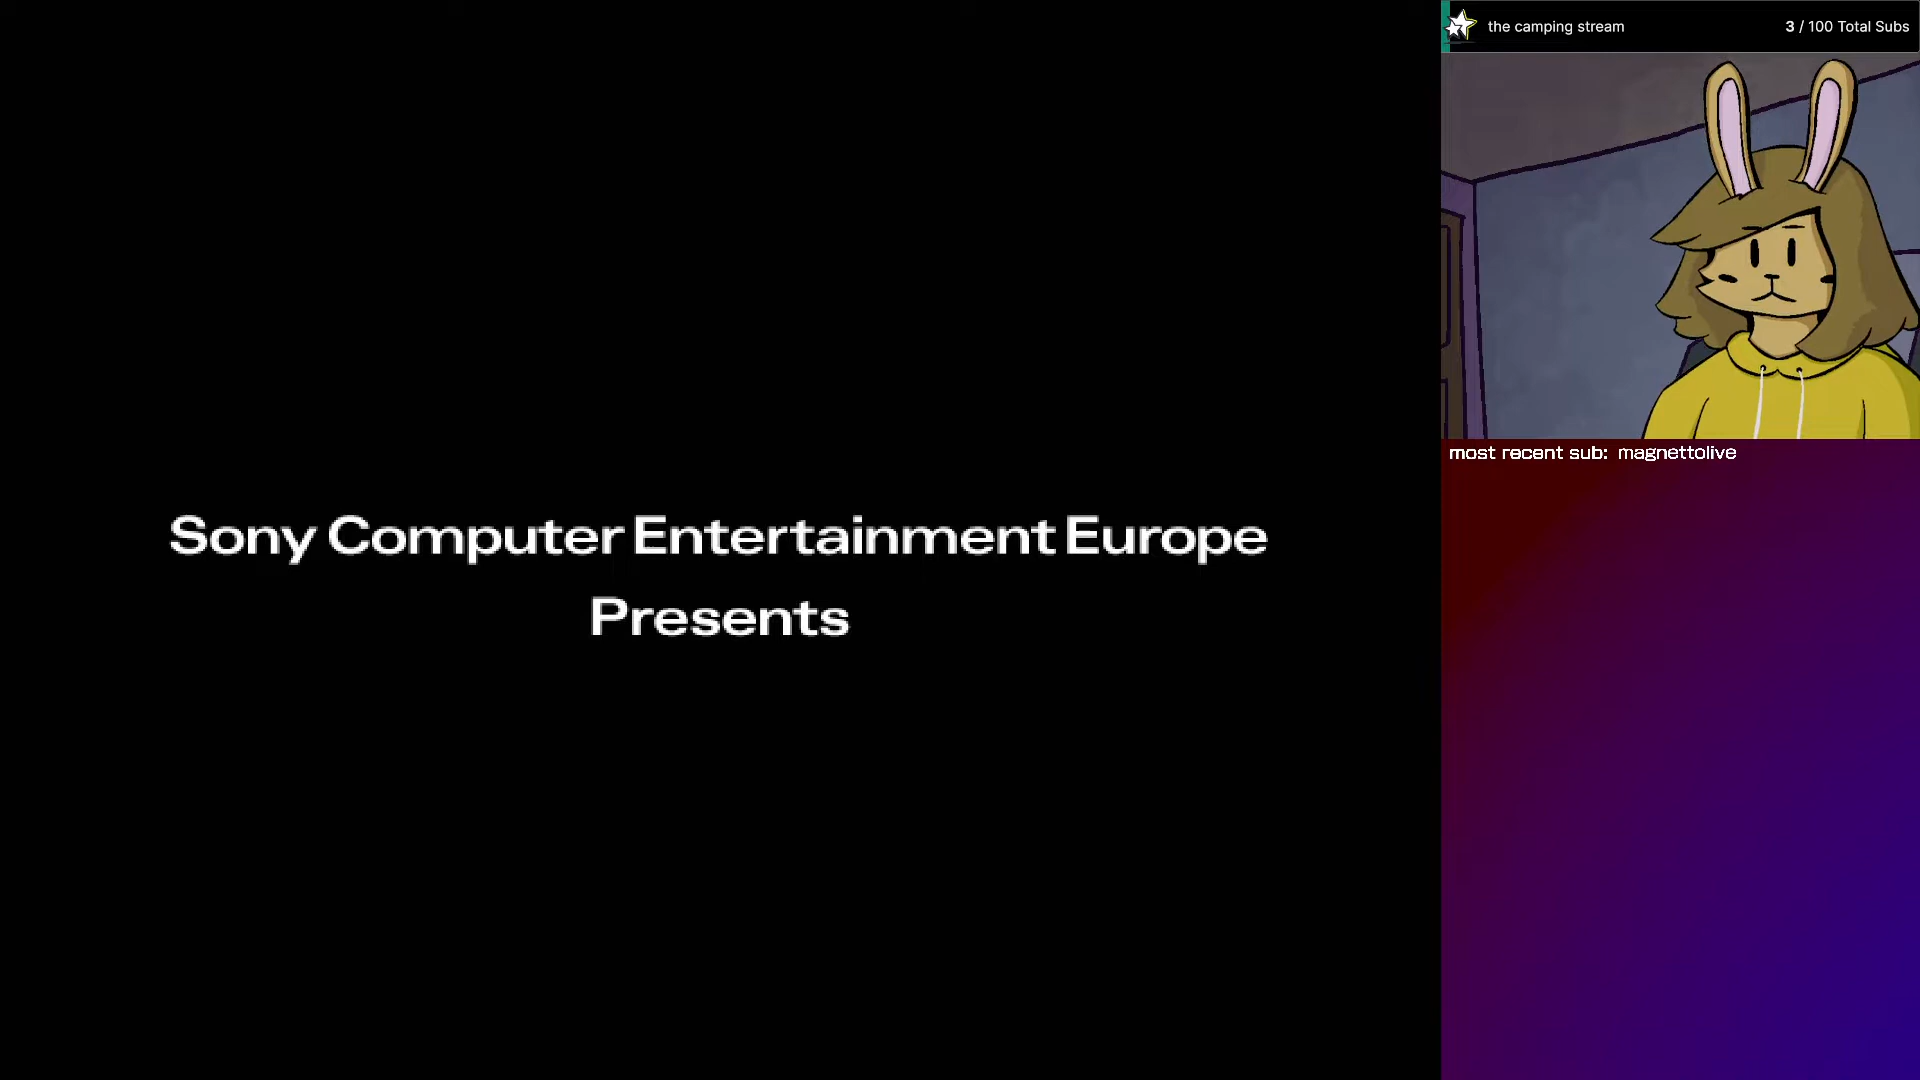 the camping stream
3 / 100 Total Subs
Sony Computer Entertainment Europe
Presents
most recent sub: magnettolive